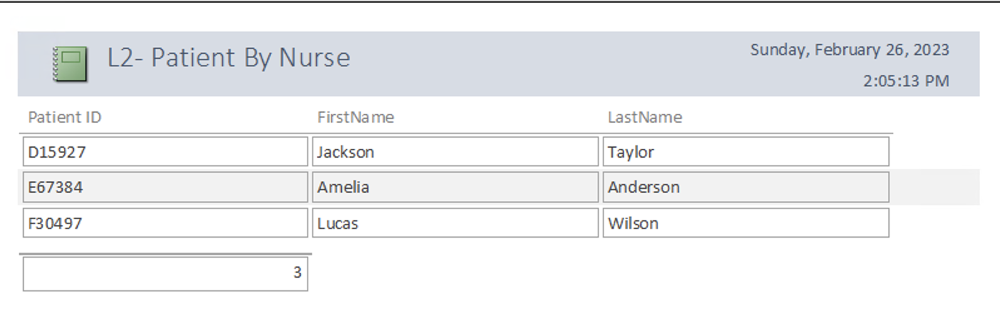 L2- Patient By Nurse
Sunday, February 26, 2023
2:05:13 PM
Patient ID FirstName LastName
D15927 Jackson Taylor
E67384 Amelia Anderson
F30497 Lucas Wilson
3